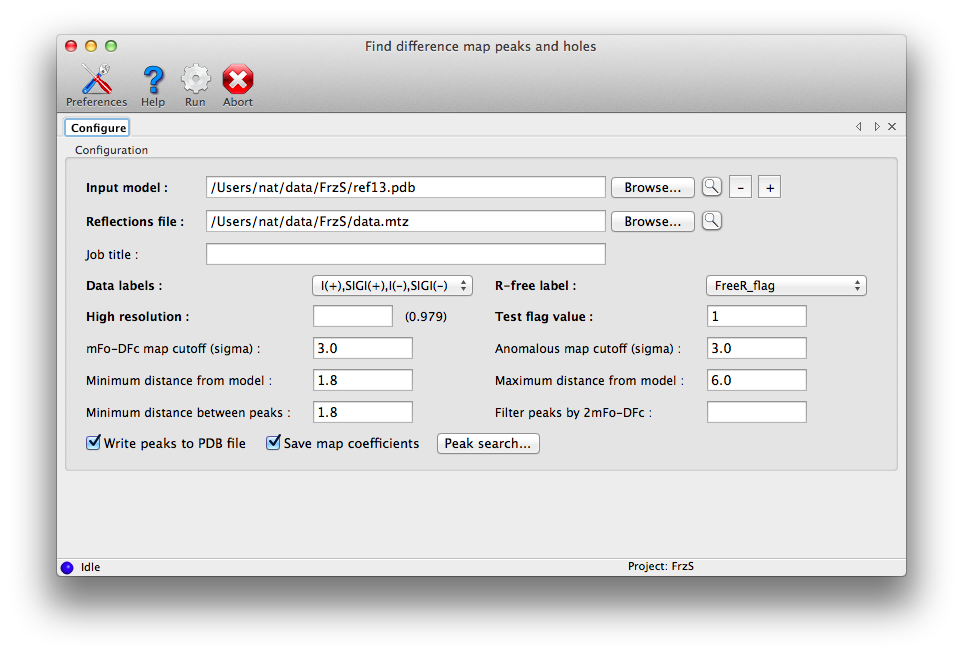 Find difference map peaks and holes
Preferences Help Run Abort
Configure
Configuration
Input model : /Users/nat/data/FrzS/ref13.pdb Browse... - +
Reflections file : /Users/nat/data/FrzS/data.mtz Browse...
Job title :
Data labels : I(+),SIGI(+),I(-),SIGI(-) R-free label : FreeR_flag
High resolution : (0.979) Test flag value : 1
mFo-DFc map cutoff (sigma) : 3.0 Anomalous map cutoff (sigma) : 3.0
Minimum distance from model : 1.8 Maximum distance from model : 6.0
Minimum distance between peaks : 1.8 Filter peaks by 2mFo-DFc :
Write peaks to PDB file Save map coefficients Peak search...
Idle Project: FrzS